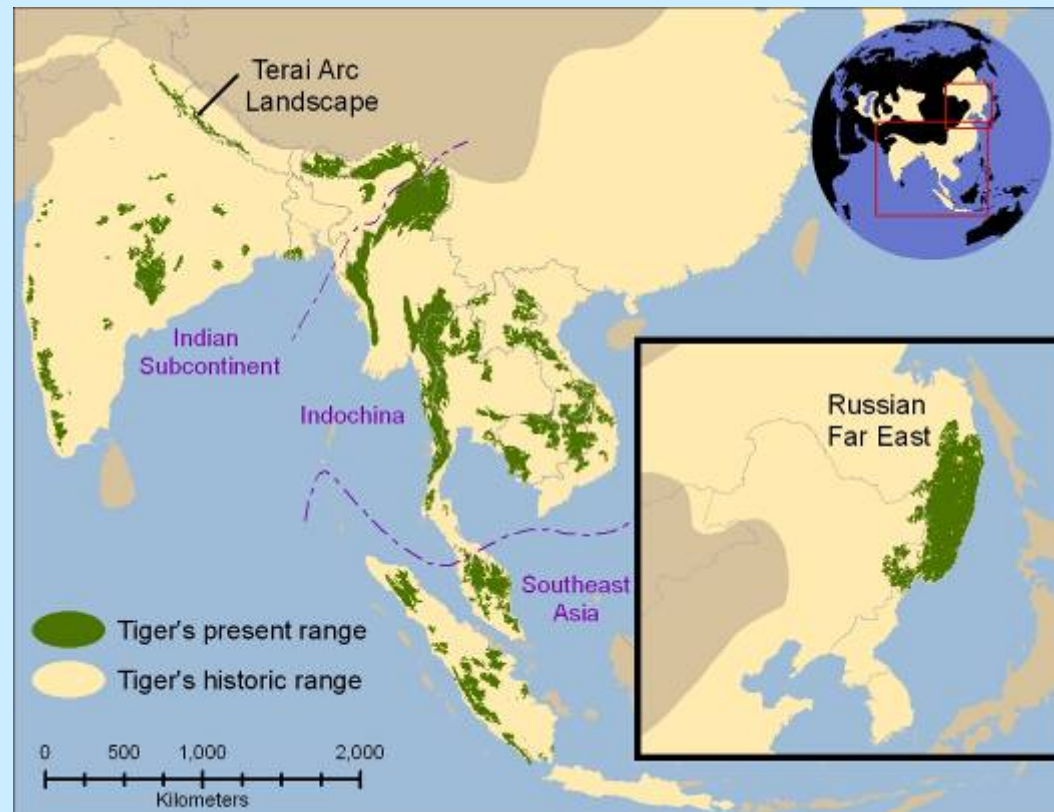 Terai Arc
Landscape
Indian
Subcontinent
Indochina
Russian
Far East
Southeast
Asia
Tiger's present range
Tiger's historic range
0 500 1,000 2,000
Kilometers